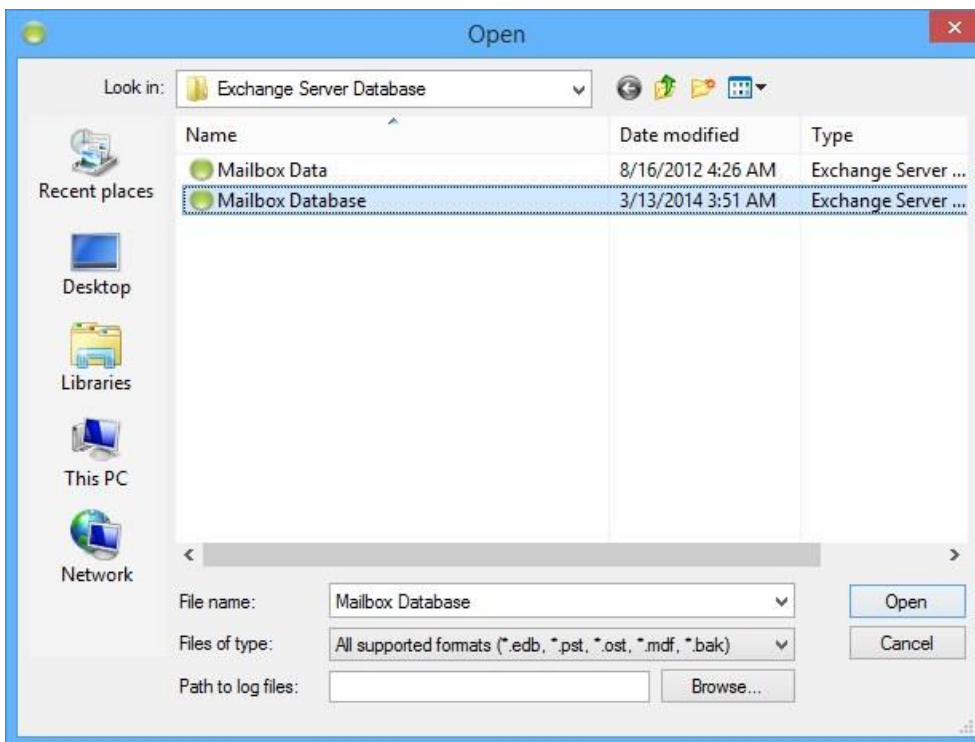 Open
Look in: Exchange Server Database
Name Date modified Type
Mailbox Data 8/16/2012 4:26 AM Exchange Server ...
Mailbox Database 3/13/2014 3:51 AM Exchange Server ...
Recent places
Desktop
Libraries
This PC
Network
File name: Mailbox Database Open
Files of type: All supported formats (*.edb, *.pst, *.ost, *.mdf, *.bak) Cancel
Path to log files: Browse...